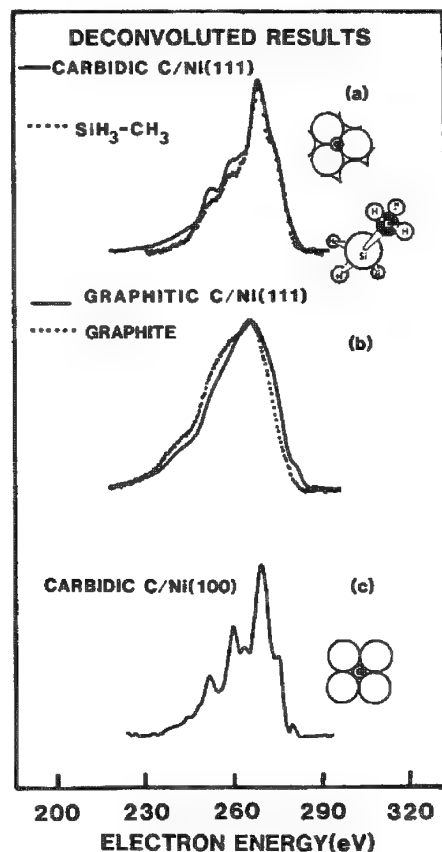 DECONVOLUTED RESULTS
CARBIDIC C/Ni(111)
(a)
SiH₃-CH₃
H
H
H
Si
H
GRAPHITIC C/Ni(111)
GRAPHITE
(b)
CARBIDIC C/Ni(100)
(c)
200 230 260 290 320
ELECTRON ENERGY(eV)